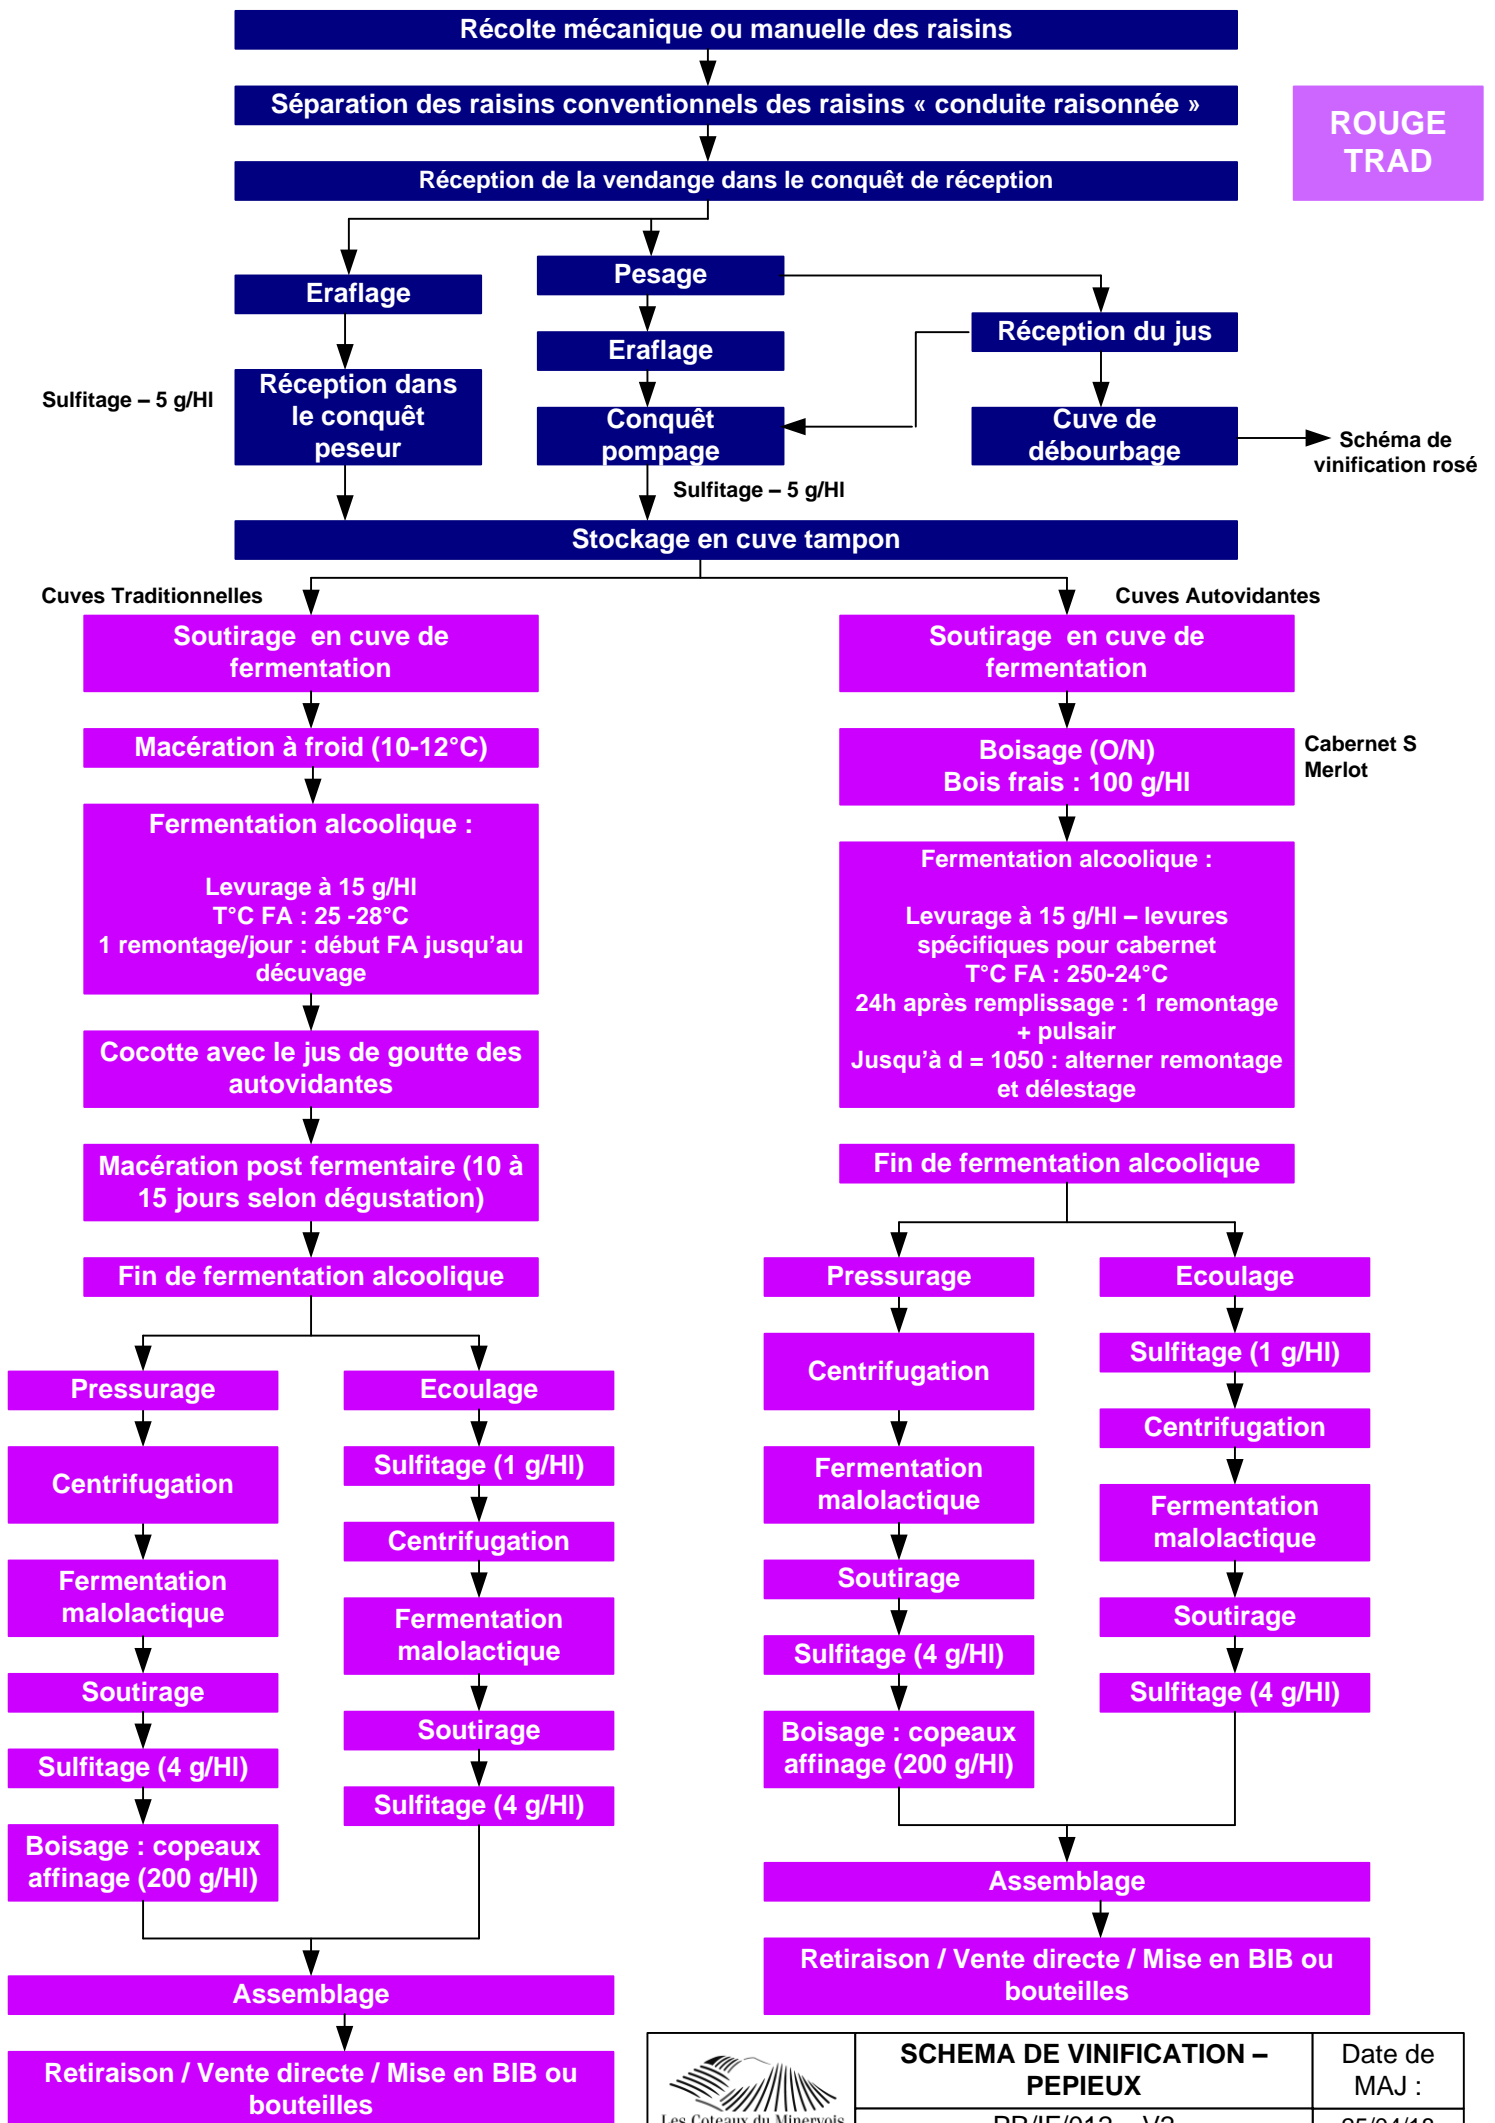 Récolte mécanique ou manuelle des raisins
Séparation des raisins conventionnels des raisins « conduite raisonnée »
ROUGE
TRAD
Réception de la vendange dans le conquêt de réception
Eraflage
Pesage
Réception du jus
Eraflage
Sulfitage – 5 g/Hl
Réception dans
le conquêt
peseur
Conquêt
pompage
Cuve de
débourbage
Schéma de
vinification rosé
Sulfitage – 5 g/Hl
Stockage en cuve tampon
Cuves Traditionnelles
Soutirage en cuve de
fermentation
Macération à froid (10-12°C)
Fermentation alcoolique :
Levurage à 15 g/Hl
T°C FA : 25 -28°C
1 remontage/jour : début FA jusqu'au
décuvage
Cocotte avec le jus de goutte des
autovidantes
Macération post fermentaire (10 à
15 jours selon dégustation)
Fin de fermentation alcoolique
Pressurage
Centrifugation
Fermentation
malolactique
Soutirage
Sulfitage (4 g/Hl)
Boisage : copeaux
affinage (200 g/Hl)
Ecoulage
Sulfitage (1 g/Hl)
Centrifugation
Fermentation
malolactique
Soutirage
Sulfitage (4 g/Hl)
Assemblage
Retiraison / Vente directe / Mise en BIB ou
bouteilles
Cuves Autovidantes
Soutirage en cuve de
fermentation
Boisage (O/N)
Bois frais : 100 g/Hl
Cabernet S
Merlot
Fermentation alcoolique :
Levurage à 15 g/Hl – levures
spécifiques pour cabernet
T°C FA : 250-24°C
24h après remplissage : 1 remontage
+ pulsair
Jusqu'à d = 1050 : alterner remontage
et délestage
Fin de fermentation alcoolique
Pressurage
Centrifugation
Fermentation
malolactique
Soutirage
Sulfitage (4 g/Hl)
Boisage : copeaux
affinage (200 g/Hl)
Ecoulage
Sulfitage (1 g/Hl)
Centrifugation
Fermentation
malolactique
Soutirage
Sulfitage (4 g/Hl)
Assemblage
Retiraison / Vente directe / Mise en BIB ou
bouteilles
Les Coteaux du Minervois
SCHEMA DE VINIFICATION –
PEPIEUX
Date de
MAJ :